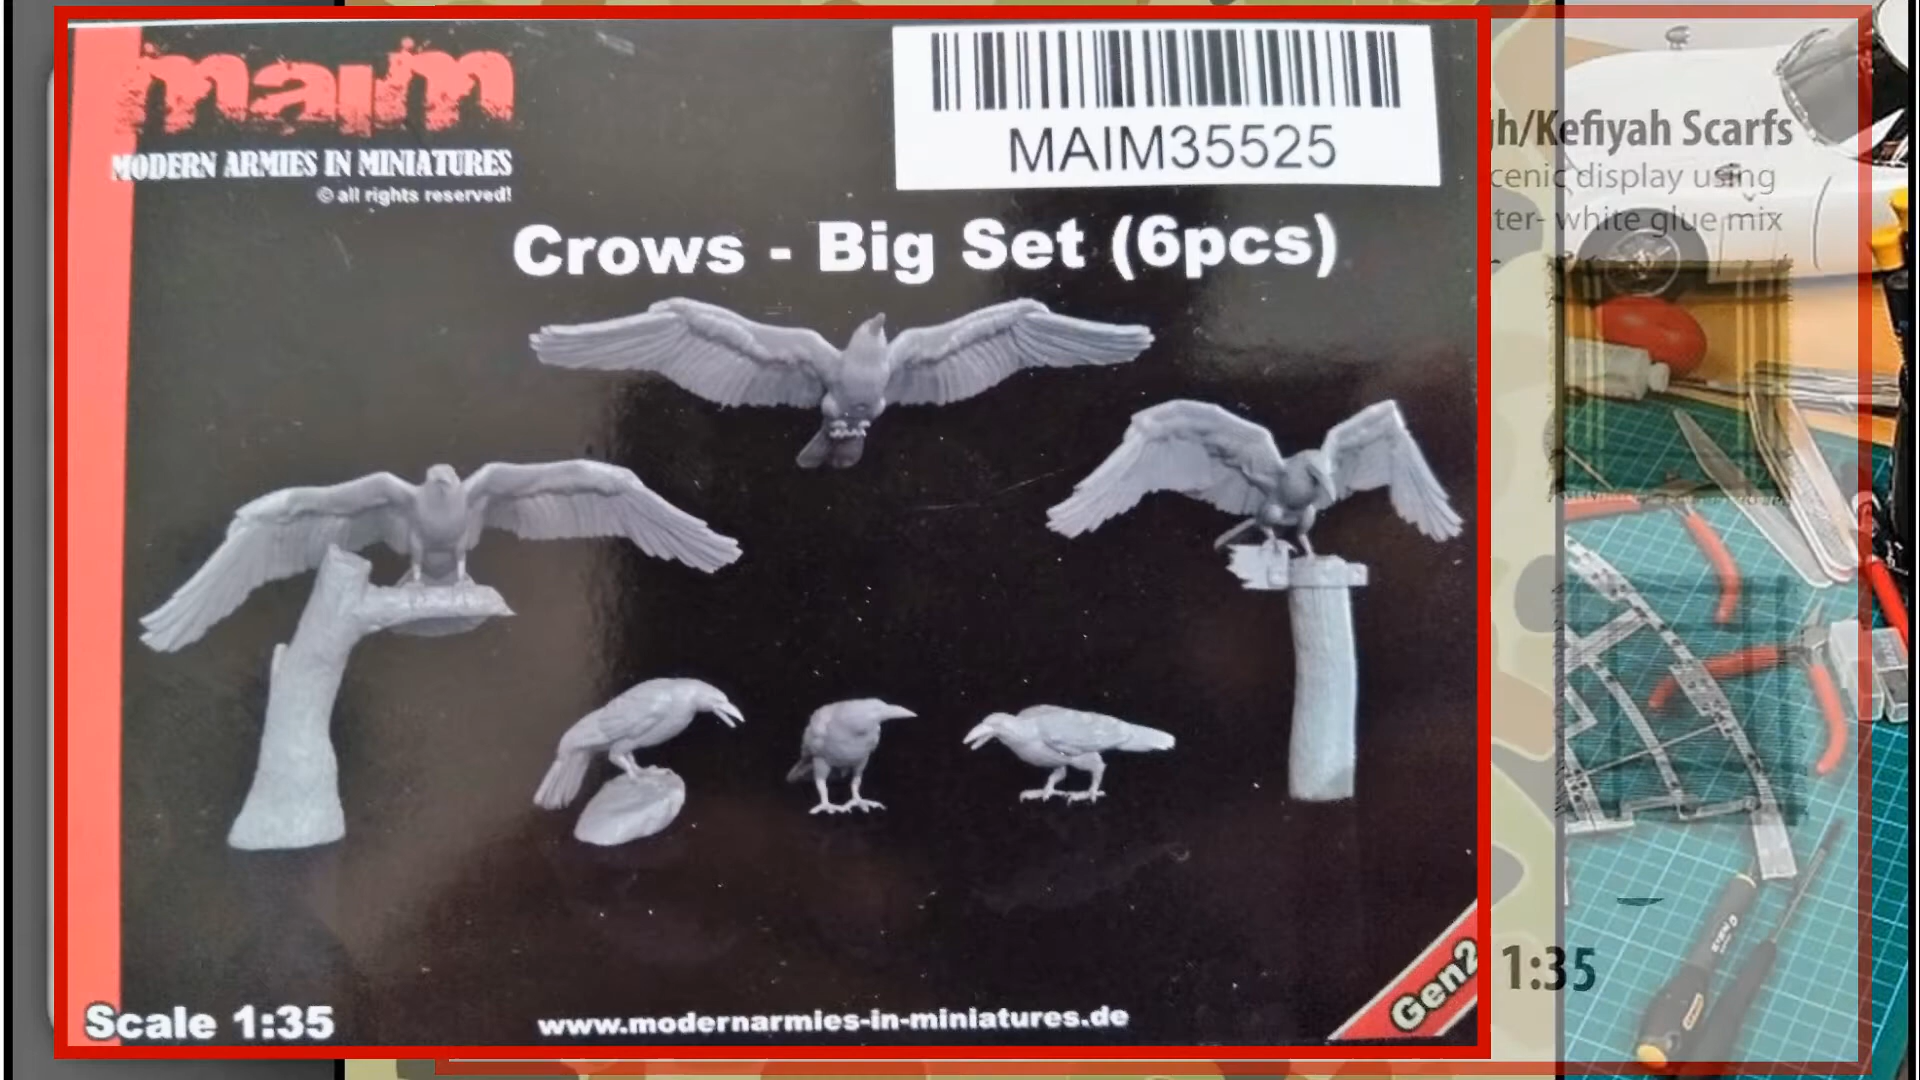 maim
MODERN ARMIES IN MINIATURES
© all rights reserved!
MAIM35525
Crows - Big Set (6pcs)
Scale 1:35
www.modernarmies-in-miniatures.de
Gen2
gh/Kefiyah Scarfs
cenic display using
ter- white glue mix
1:35